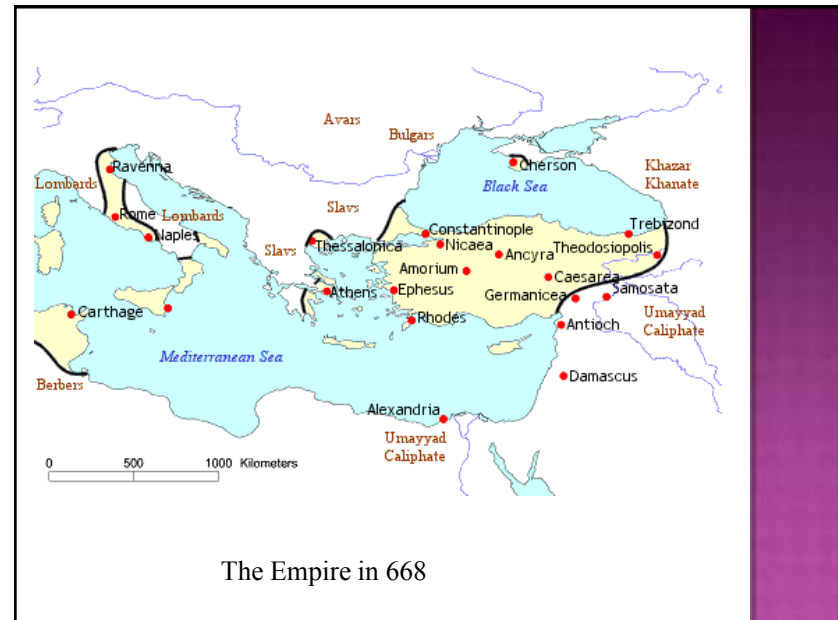 Avars
Bulgars
Cherson
Khazar
Khanate
Ravenna
Lombards
Black Sea
Rome
Lombards
Slavs
Naples
Slavs
Thessalonica
Constantinople
Nicaea
Trebizond
Theodosiopolis
Ancyra
Amorium
Caesarea
Athens
Ephesus
Germanicea
Samosata
Umayyad
Caliphate
Carthage
Rhodes
Antioch
Mediterranean Sea
Berbers
Damascus
Alexandria
Umayyad
Caliphate
0 500 1000 Kilometers
The Empire in 668